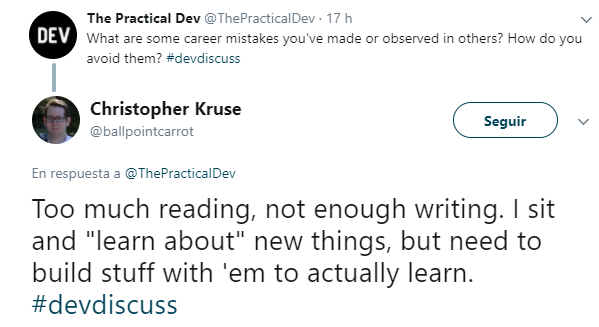 DEV
The Practical Dev @ThePracticalDev · 17 h
What are some career mistakes you've made or observed in others? How do you
avoid them? #devdiscuss
Christopher Kruse
@ballpointcarrot
Seguir
En respuesta a @ThePracticalDev
Too much reading, not enough writing. I sit
and "learn about" new things, but need to
build stuff with 'em to actually learn.
#devdiscuss